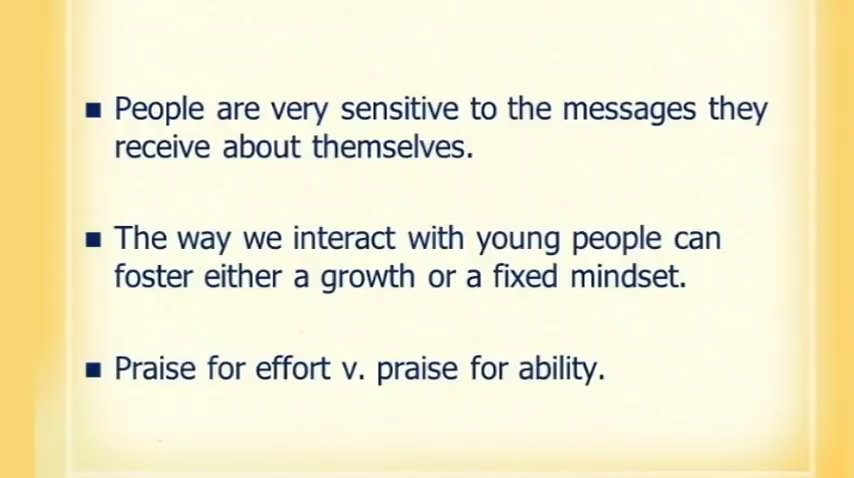 ■ People are very sensitive to the messages they
receive about themselves.
■ The way we interact with young people can
foster either a growth or a fixed mindset.
■ Praise for effort v. praise for ability.